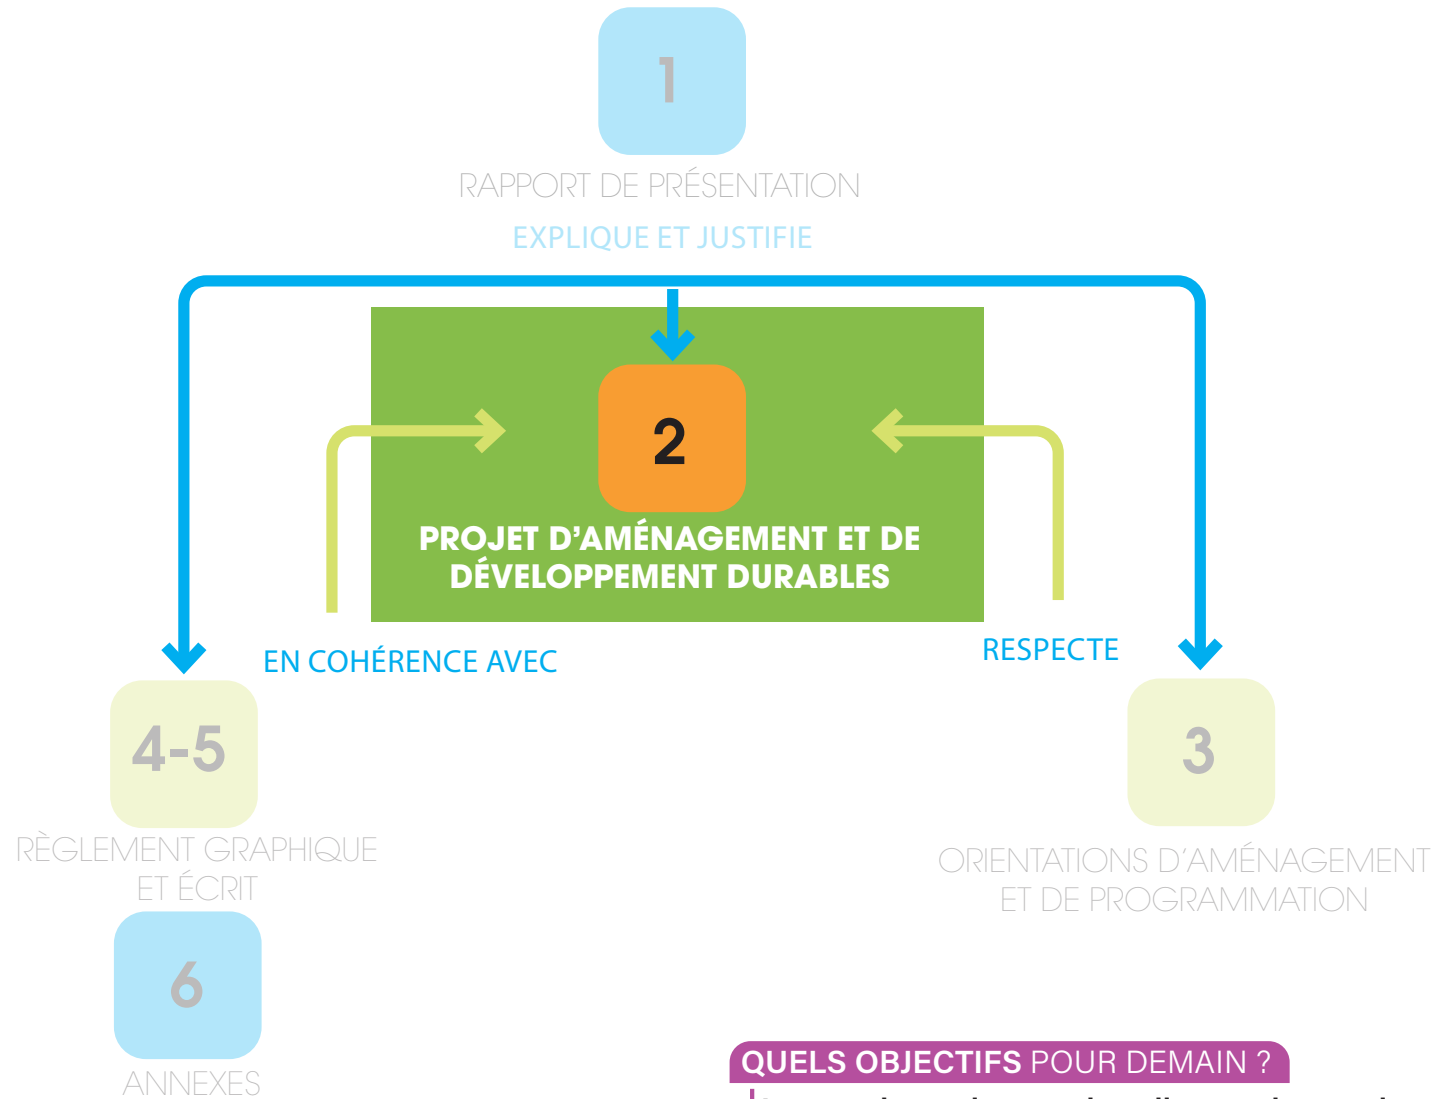 1
RAPPORT DE PRÉSENTATION
EXPLIQUE ET JUSTIFIE
2
PROJET D’AMÉNAGEMENT ET DE
DÉVELOPPEMENT DURABLES
EN COHÉRENCE AVEC
RESPECTE
4-5
RÈGLEMENT GRAPHIQUE
ET ÉCRIT
3
ORIENTATIONS D’AMÉNAGEMENT
ET DE PROGRAMMATION
6
ANNEXES
QUELS OBJECTIFS POUR DEMAIN ?